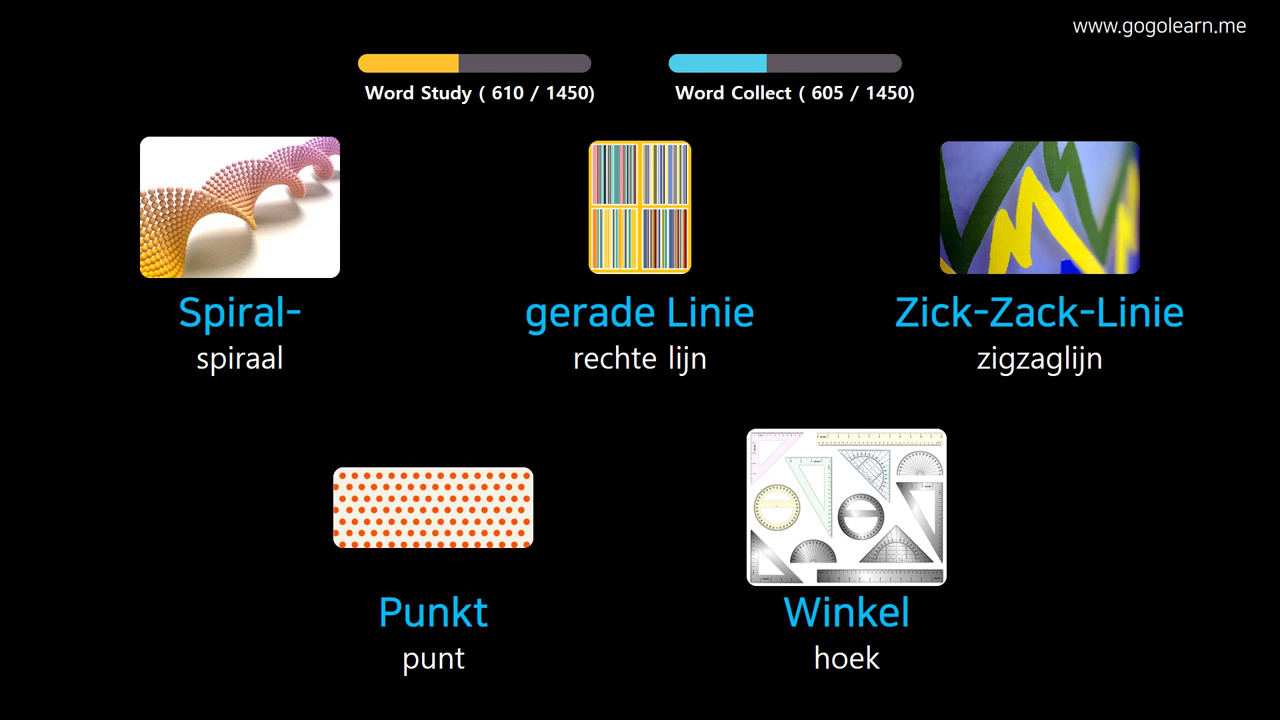 www.gogolearn.me
Word Study ( 610 / 1450)
Word Collect ( 605 / 1450)
Spiral-
spiraal
gerade Linie
rechte lijn
Zick-Zack-Linie
zigzaglijn
Punkt
punt
Winkel
hoek